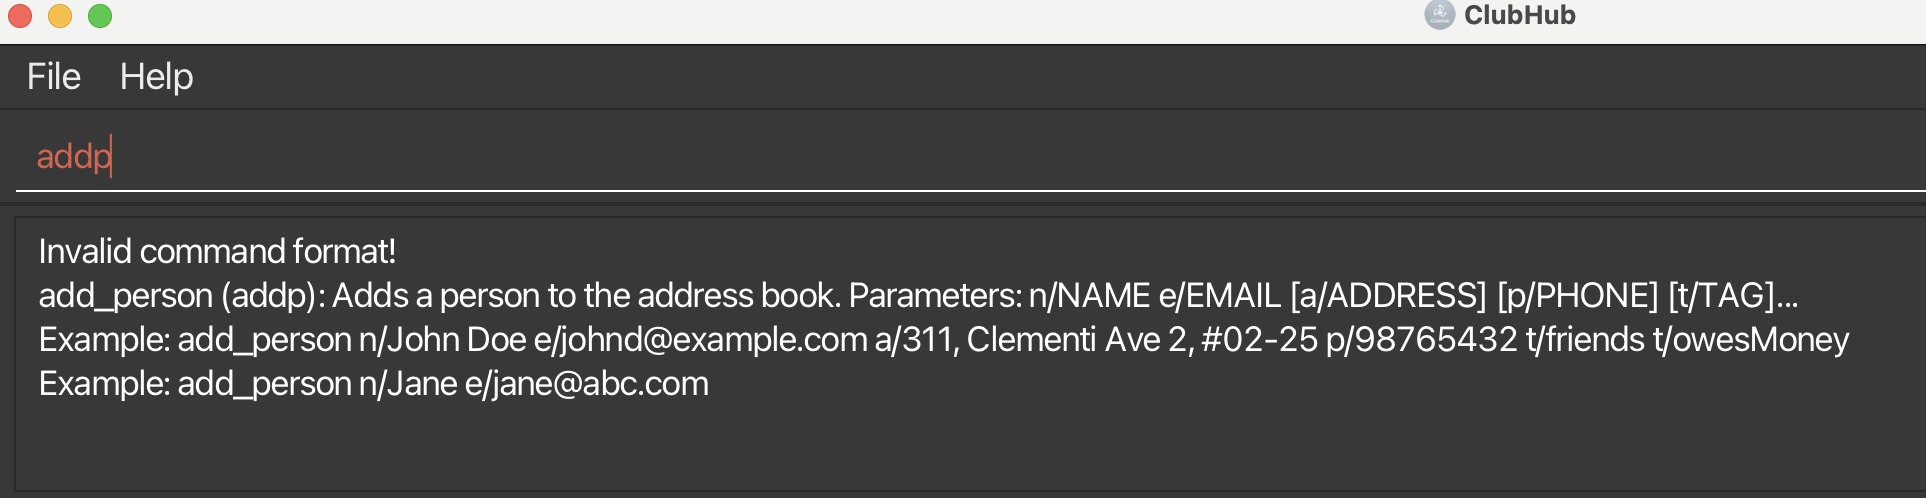 ClubHub
File Help
addp
Invalid command format!
add_person (addp): Adds a person to the address book. Parameters: n/NAME e/EMAIL [a/ADDRESS] [p/PHONE] [t/TAG]...
Example: add_person n/John Doe e/johnd@example.com a/311, Clementi Ave 2, #02-25 p/98765432 t/friends t/owesMoney
Example: add_person n/Jane e/jane@abc.com